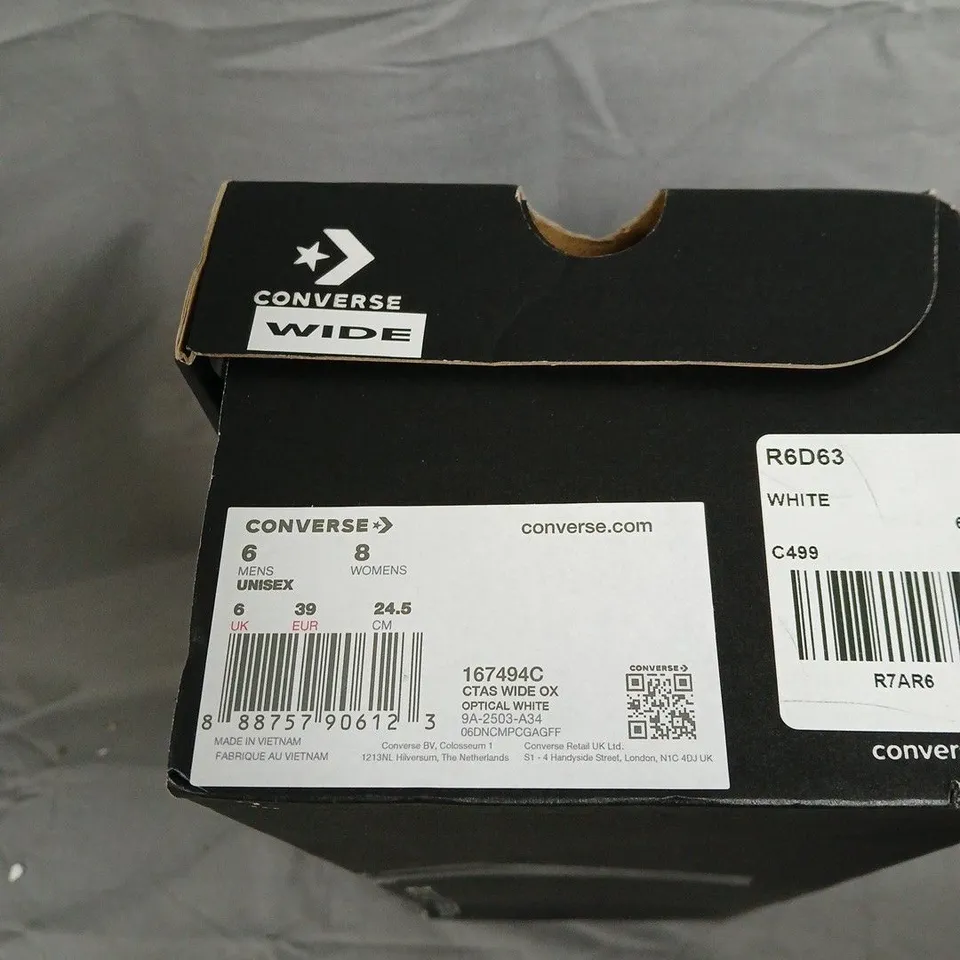 CONVERSE
WIDE
CONVERSE
converse.com
6 8
MENS WOMENS
UNISEX
6 39 24.5
UK EUR CM
8 88757 90612 3
MADE IN VIETNAM
FABRIQUE AU VIETNAM
167494C
CTAS WIDE OX
OPTICAL WHITE
9A-2503-A34
06DNCMPCGAGFF
CONVERSE
Converse BV, Colosseum 1
1213NL Hilversum, The Netherlands
Converse Retail UK Ltd.
S1 - 4 Handyside Street, London, N1C 4DJ UK
R6D63
WHITE
C499
R7AR6
conver